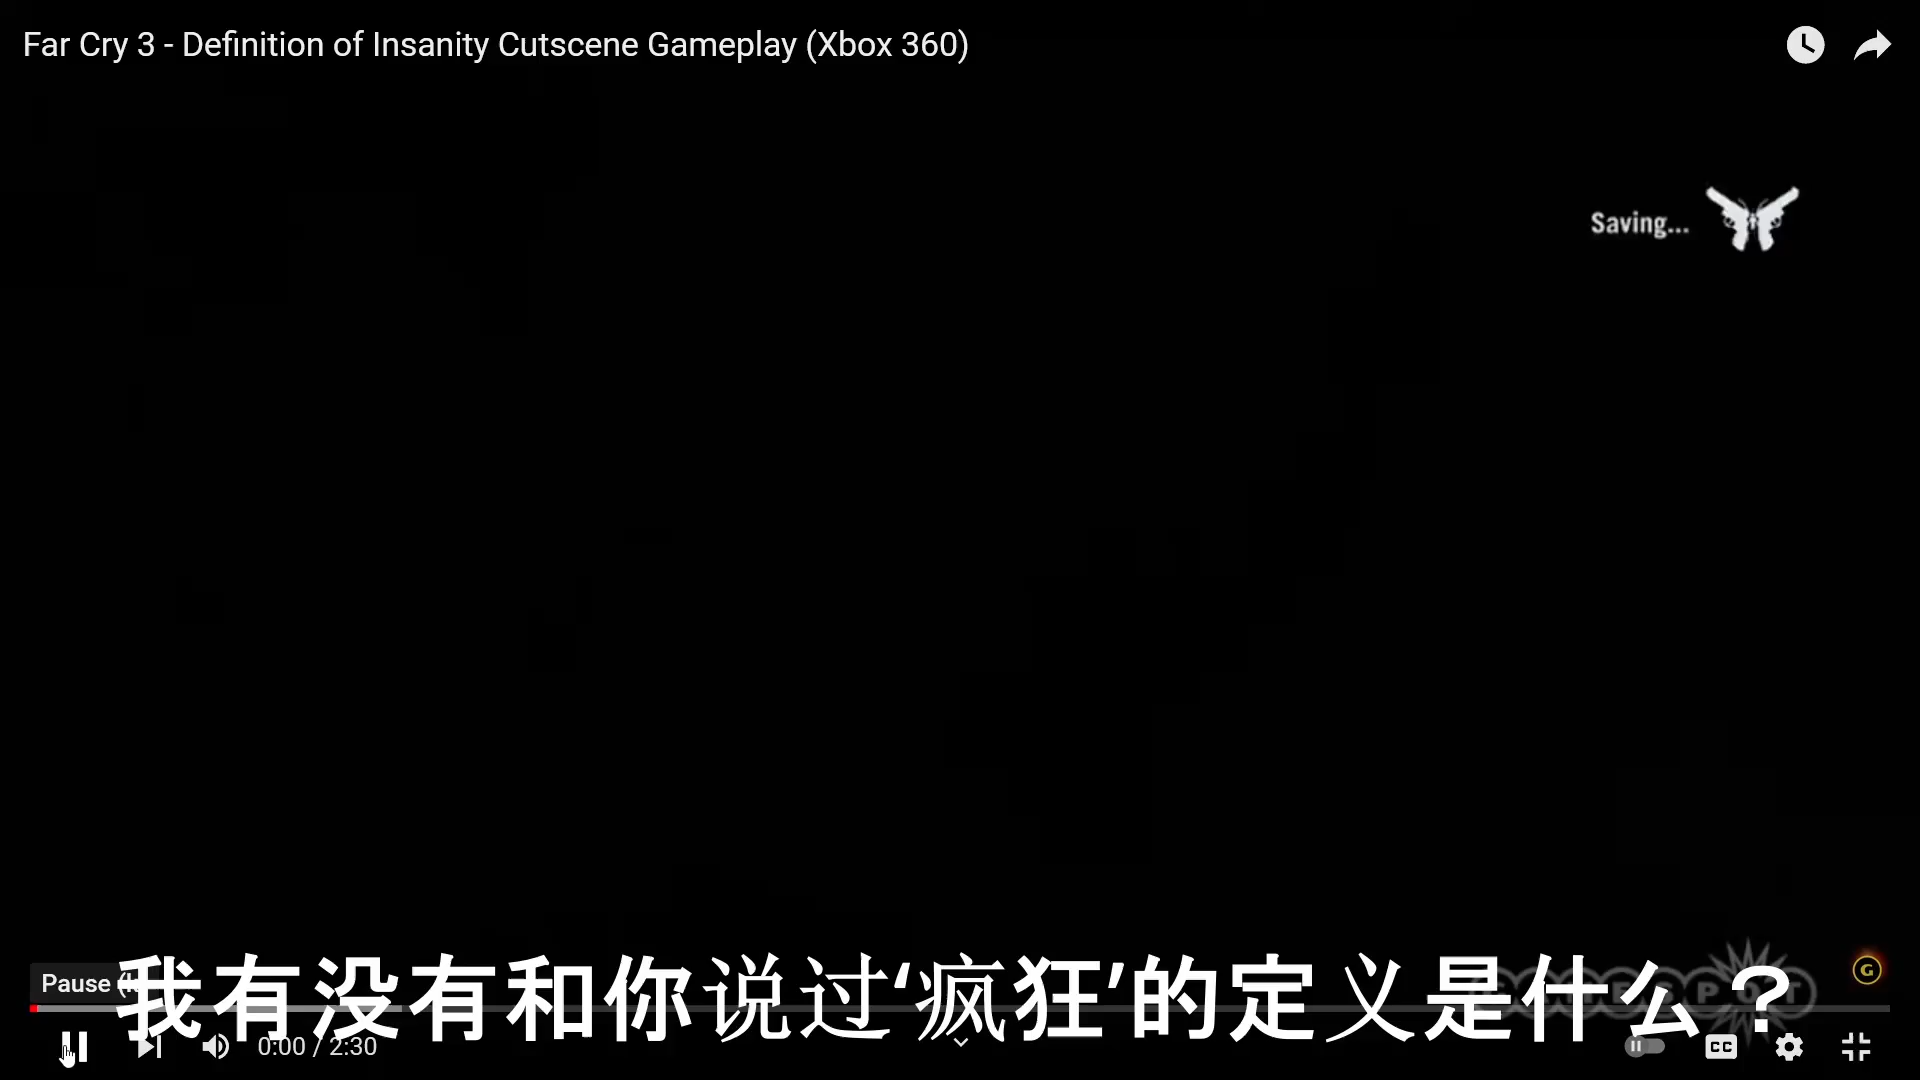 Far Cry 3 - Definition of Insanity Cutscene Gameplay (Xbox 360)
Saving...
Pause
我有没有和你说过‘疯狂’的定义是什么？
0:00 / 2:30
CC
G